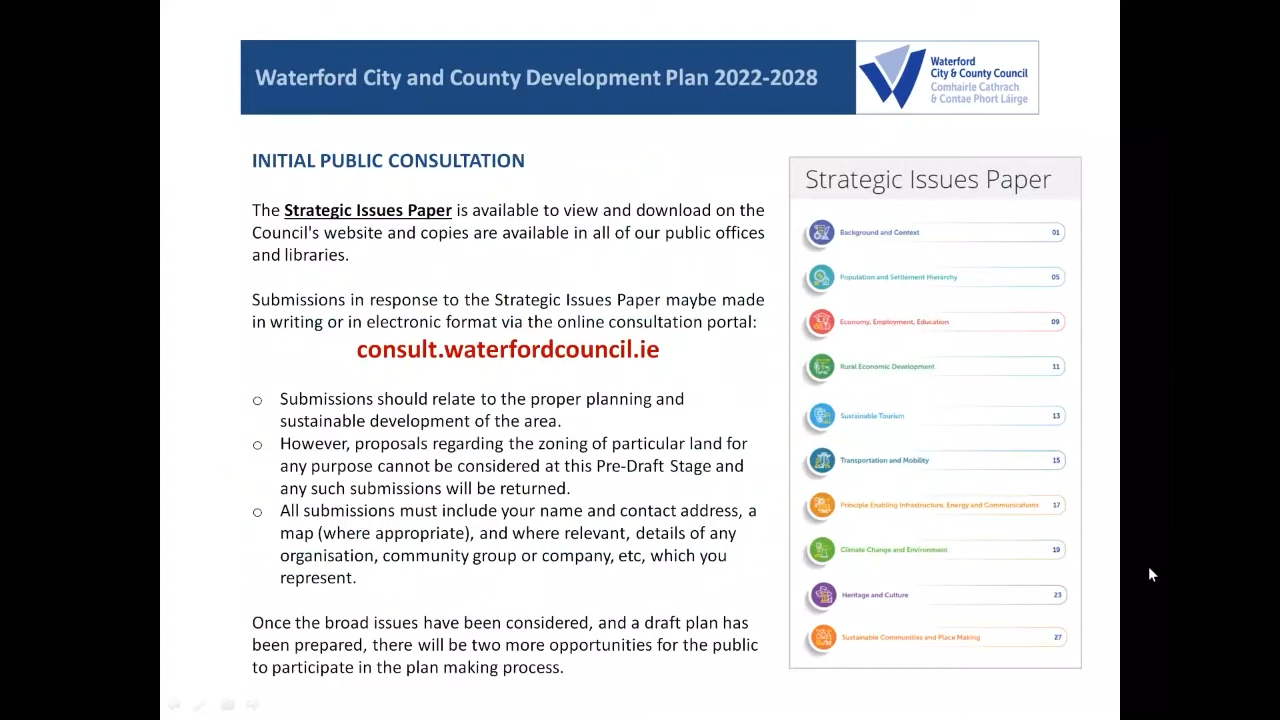 Waterford City and County Development Plan 2022-2028
Waterford
City & County Council
Comhairle Cathrach
& Contae Phort Láirge
INITIAL PUBLIC CONSULTATION
The Strategic Issues Paper is available to view and download on the
Council's website and copies are available in all of our public offices
and libraries.
Submissions in response to the Strategic Issues Paper maybe made
in writing or in electronic format via the online consultation portal:
consult.waterfordcouncil.ie
o Submissions should relate to the proper planning and
sustainable development of the area.
o However, proposals regarding the zoning of particular land for
any purpose cannot be considered at this Pre-Draft Stage and
any such submissions will be returned.
o All submissions must include your name and contact address, a
map (where appropriate), and where relevant, details of any
organisation, community group or company, etc, which you
represent.
Once the broad issues have been considered, and a draft plan has
been prepared, there will be two more opportunities for the public
to participate in the plan making process.
Strategic Issues Paper
Background and Context 01
Population and Settlement Hierarchy 05
Economy, Employment, Education 09
Rural Economic Development 11
Sustainable Tourism 13
Transportation and Mobility 15
Principle Enabling Infrastructure, Energy and Communications 17
Climate Change and Environment 19
Heritage and Culture 23
Sustainable Communities and Place Making 27